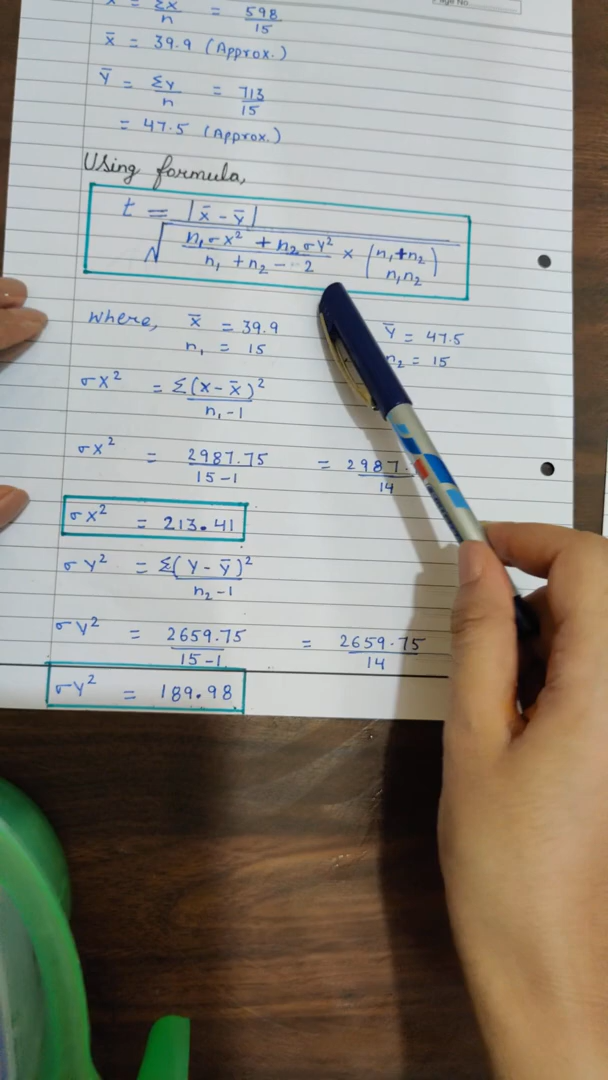 x̄ = Σx/n = 598/15
x̄ = 39.9 (Approx.)
Ȳ = ΣY/n = 713/15
= 47.5 (Approx.)
Using formula,
t = |x̄ - ȳ| / √( (n₁σx² + n₂σy²)/(n₁ + n₂ - 2) × (n₁+n₂ / n₁n₂) )
where, x̄ = 39.9 Ȳ = 47.5
n₁ = 15 n₂ = 15
σx² = Σ(x-x̄)²/n₁-1
σx² = 2987.75/15-1 = 2987./14
σx² = 213.41
σY² = Σ(Y-Ȳ)²/n₂-1
σY² = 2659.75/15-1 = 2659.75/14
σY² = 189.98